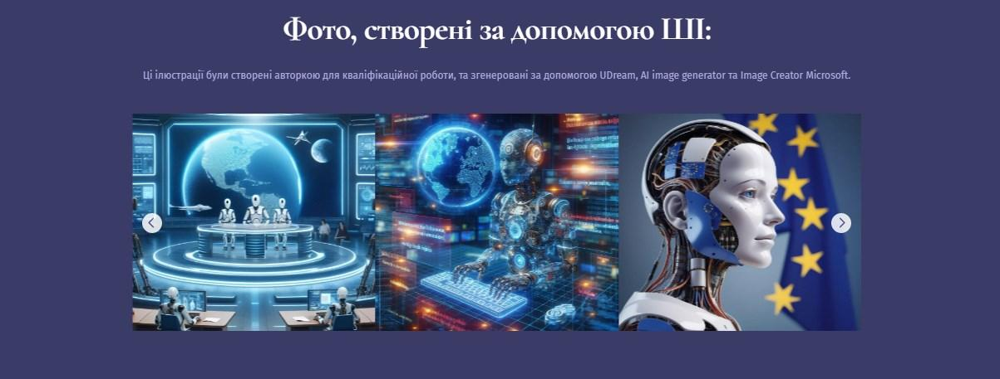 Фото, створені за допомогою ШІ:
Ці ілюстрації були створені авторкою для кваліфікаційної роботи, та згенеровані за допомогою UDream, AI image generator та Image Creator Microsoft.